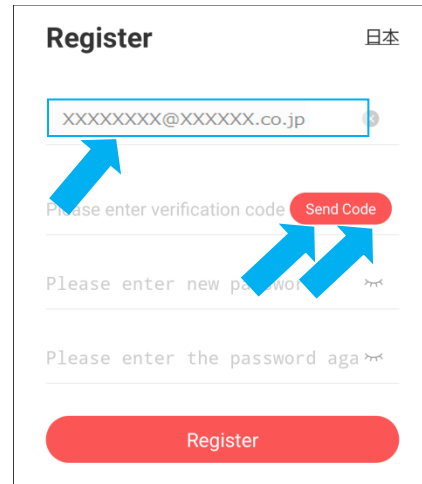 Register
日本
XXXXXXXX@XXXXXX.co.jp
Please enter verification code
Send Code
Please enter new password
Please enter the password aga
Register